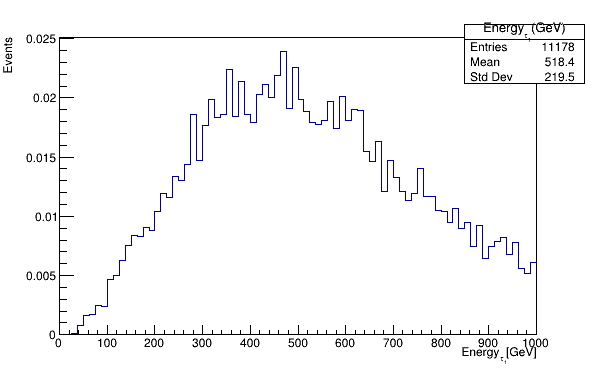 Energy_τ1 (GeV)
Entries 11178
Mean 518.4
Std Dev 219.5
Events
0.025
0.02
0.015
0.01
0.005
0
0 100 200 300 400 500 600 700 800 900 1000
Energy_τ1 [GeV]